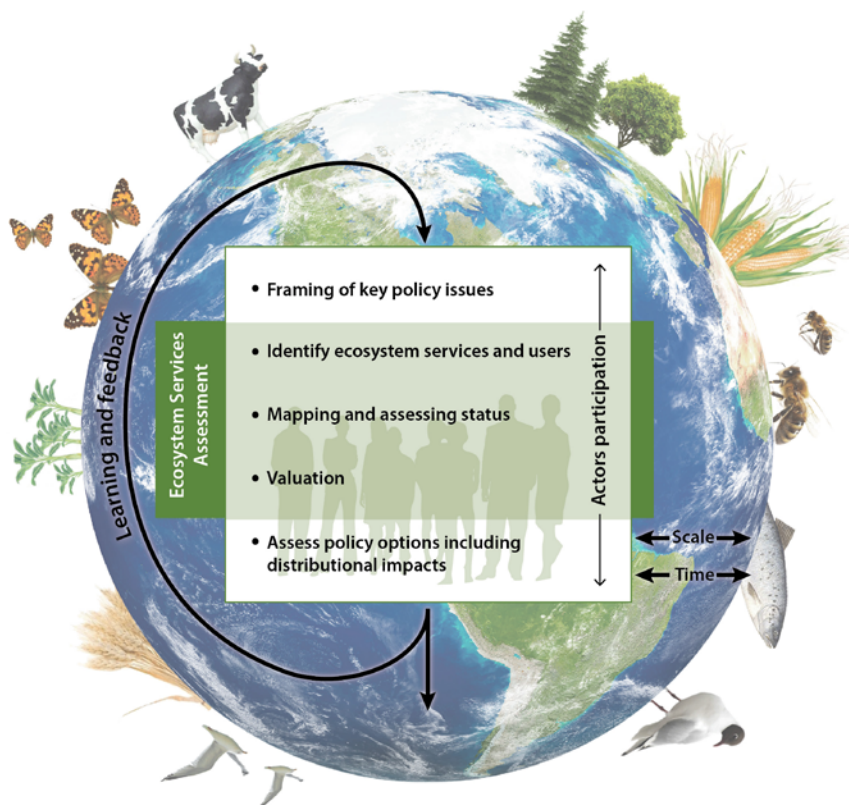 • Framing of key policy issues
• Identify ecosystem services and users
• Mapping and assessing status
• Valuation
• Assess policy options including
distributional impacts
Ecosystem Services
Assessment
Learning and feedback
Actors participation
Scale
Time